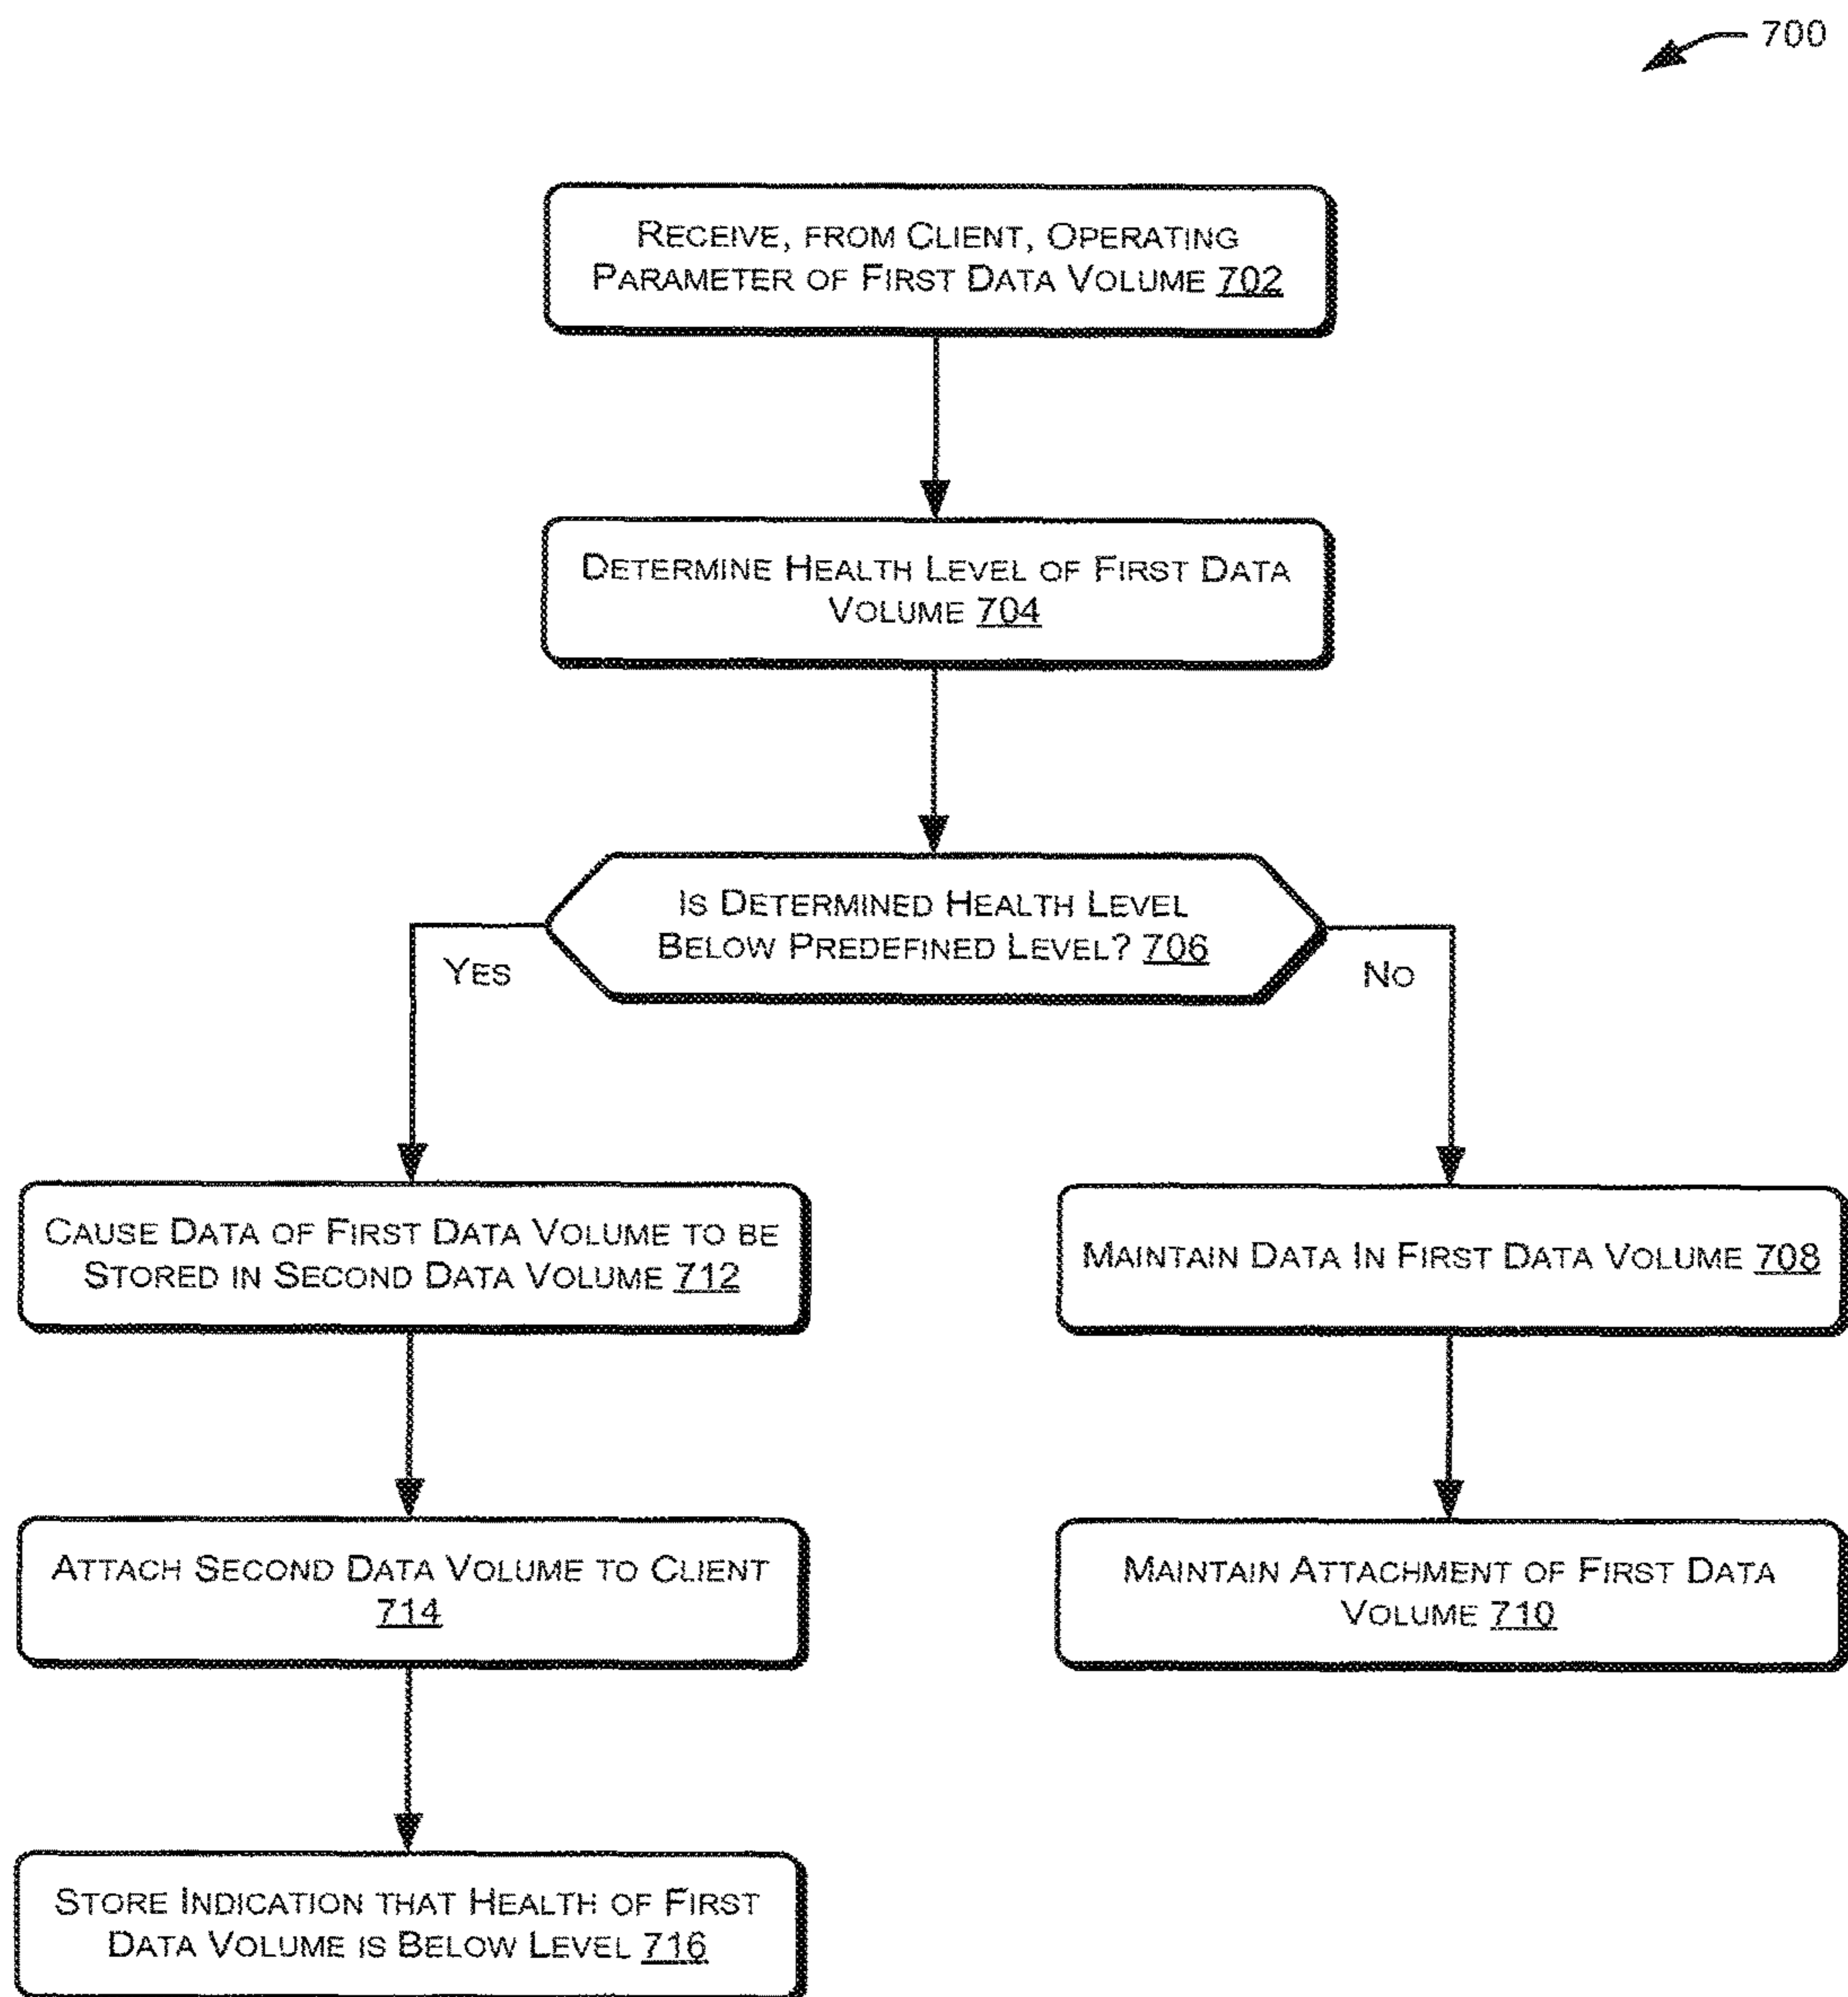 700
RECEIVE, FROM CLIENT, OPERATING
PARAMETER OF FIRST DATA VOLUME 702
DETERMINE HEALTH LEVEL OF FIRST DATA
VOLUME 704
IS DETERMINED HEALTH LEVEL
BELOW PREDEFINED LEVEL? 706
YES
NO
CAUSE DATA OF FIRST DATA VOLUME TO BE
STORED IN SECOND DATA VOLUME 712
MAINTAIN DATA IN FIRST DATA VOLUME 708
ATTACH SECOND DATA VOLUME TO CLIENT
714
MAINTAIN ATTACHMENT OF FIRST DATA
VOLUME 710
STORE INDICATION THAT HEALTH OF FIRST
DATA VOLUME IS BELOW LEVEL 716